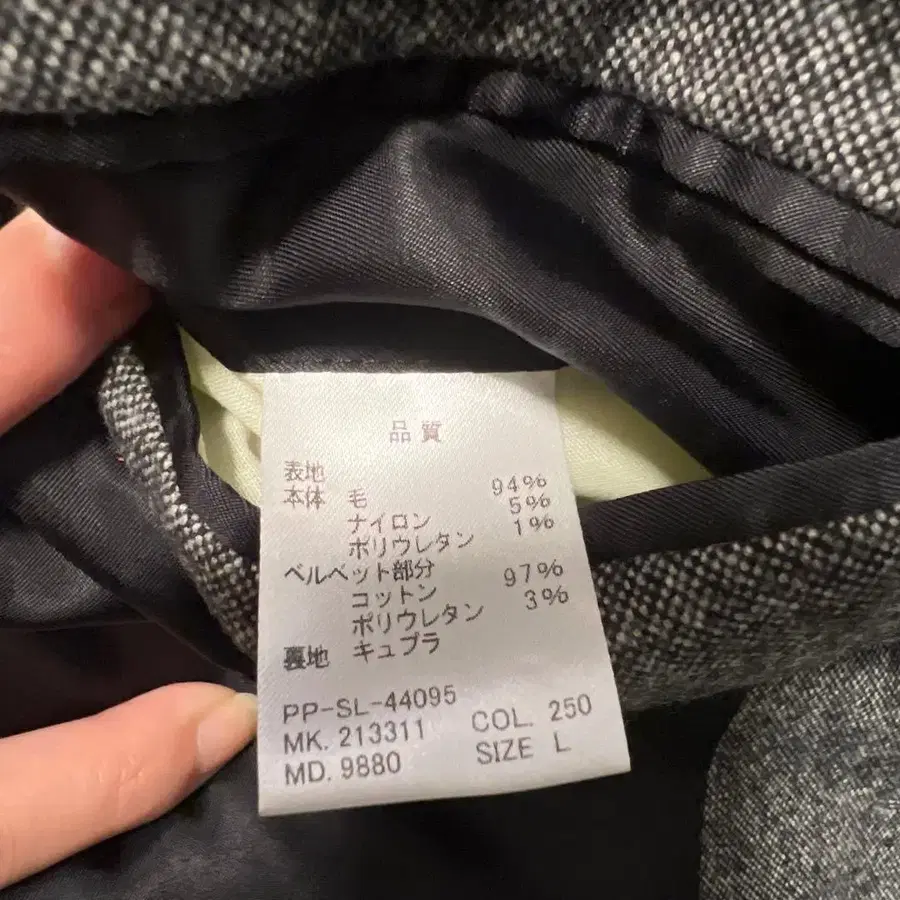 品質
表地
本体 毛 94%
ナイロン 5%
ポリウレタン 1%
ベルベット部分
コットン 97%
ポリウレタン 3%
裏地 キュプラ
PP-SL-44095
MK. 213311 COL. 250
MD. 9880 SIZE L